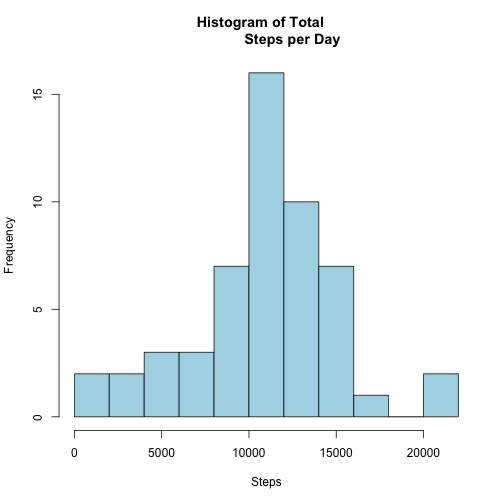 Histogram of Total
Steps per Day
Frequency
15
10
5
0
0 5000 10000 15000 20000
Steps